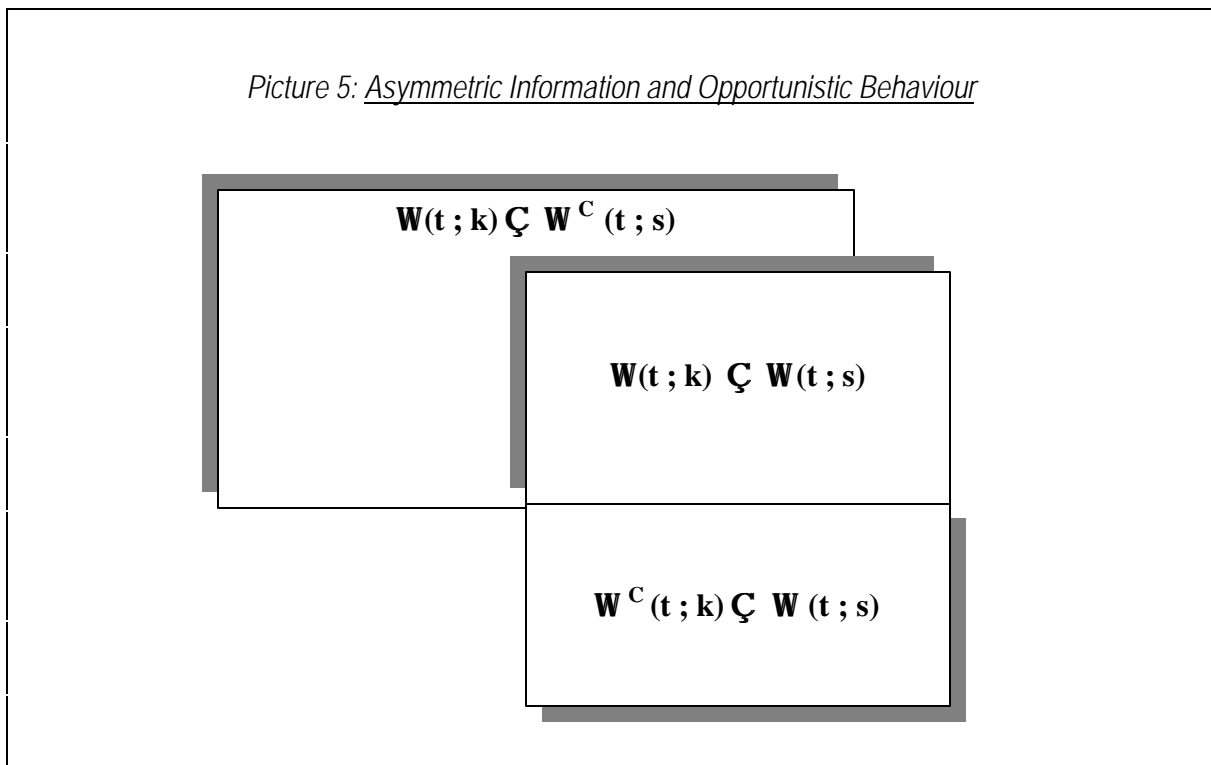 Picture 5: Asymmetric Information and Opportunistic Behaviour
W(t ; k) Ç W C (t ; s)
W(t ; k) Ç W(t ; s)
W C (t ; k) Ç W (t ; s)